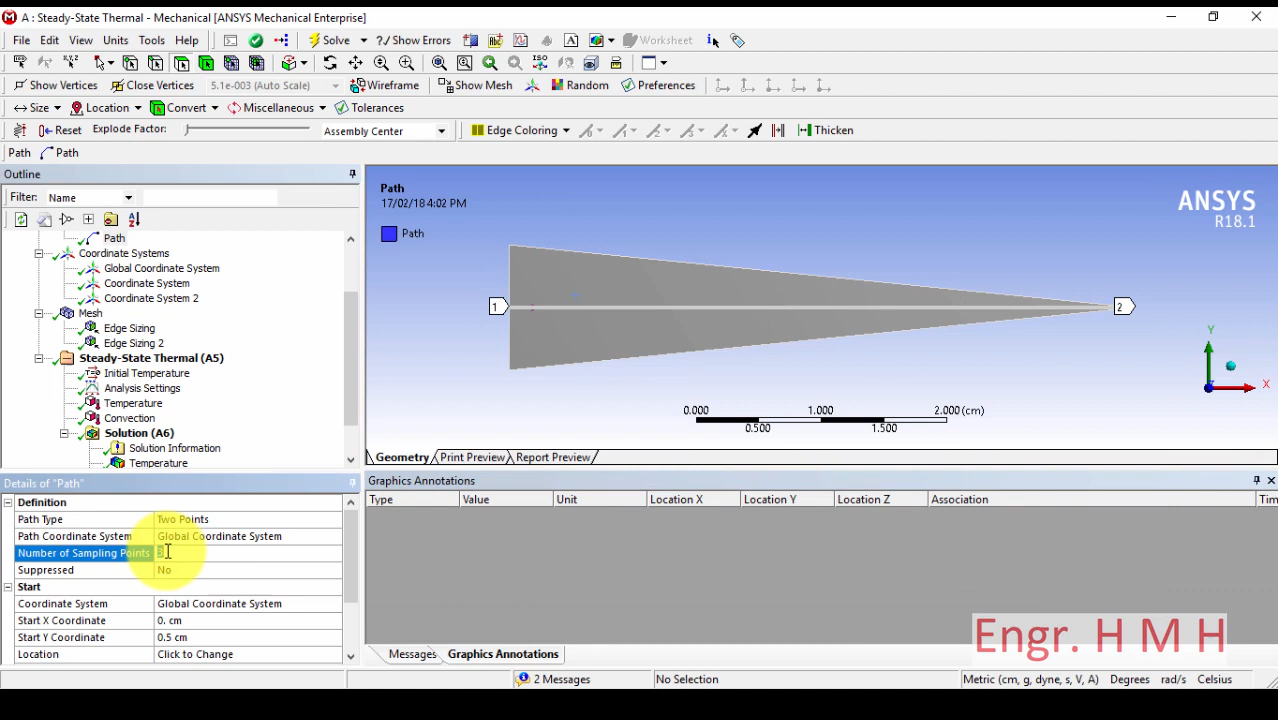 A : Steady-State Thermal - Mechanical [ANSYS Mechanical Enterprise]
File Edit View Units Tools Help Solve ?/ Show Errors Worksheet
Show Vertices Close Vertices 5.1e-003 (Auto Scale) Wireframe Show Mesh Random Preferences
Size Location Convert Miscellaneous Tolerances
Reset Explode Factor: Assembly Center Edge Coloring Thicken
Path Path
Outline
Filter: Name
Path
Coordinate Systems
Global Coordinate System
Coordinate System
Coordinate System 2
Mesh
Edge Sizing
Edge Sizing 2
Steady-State Thermal (A5)
Initial Temperature
Analysis Settings
Temperature
Convection
Solution (A6)
Solution Information
Temperature
Path
17/02/18 4:02 PM
Path
ANSYS
R18.1
1
2
Y
X
0.000 1.000 2.000 (cm)
0.500 1.500
Geometry Print Preview Report Preview
Details of "Path"
Definition
Path Type Two Points
Path Coordinate System Global Coordinate System
Number of Sampling Points 3
Suppressed No
Start
Coordinate System Global Coordinate System
Start X Coordinate 0. cm
Start Y Coordinate 0.5 cm
Location Click to Change
Graphics Annotations
Type Value Unit Location X Location Y Location Z Association Tim
Engr. H M H
Messages Graphics Annotations
2 Messages No Selection Metric (cm, g, dyne, s, V, A) Degrees rad/s Celsius